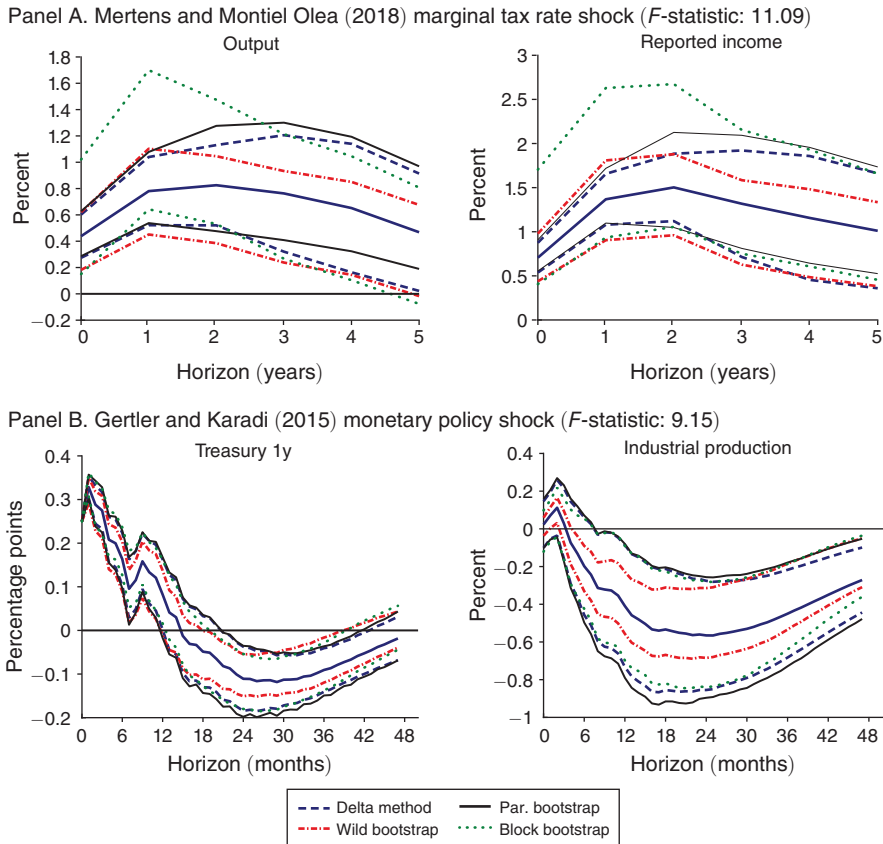 Panel A. Mertens and Montiel Olea (2018) marginal tax rate shock (F-statistic: 11.09)
Output
Percent
1.8
1.6
1.4
1.2
1
0.8
0.6
0.4
0.2
0
−0.2
0 1 2 3 4 5
Horizon (years)
Reported income
Percent
3
2.5
2
1.5
1
0.5
0
0 1 2 3 4 5
Horizon (years)
Panel B. Gertler and Karadi (2015) monetary policy shock (F-statistic: 9.15)
Treasury 1y
Percentage points
0.4
0.3
0.2
0.1
0
−0.1
−0.2
0 6 12 18 24 30 36 42 48
Horizon (months)
Industrial production
Percent
0.4
0.2
0
−0.2
−0.4
−0.6
−0.8
−1
0 6 12 18 24 30 36 42 48
Horizon (months)
Delta method
Par. bootstrap
Wild bootstrap
Block bootstrap